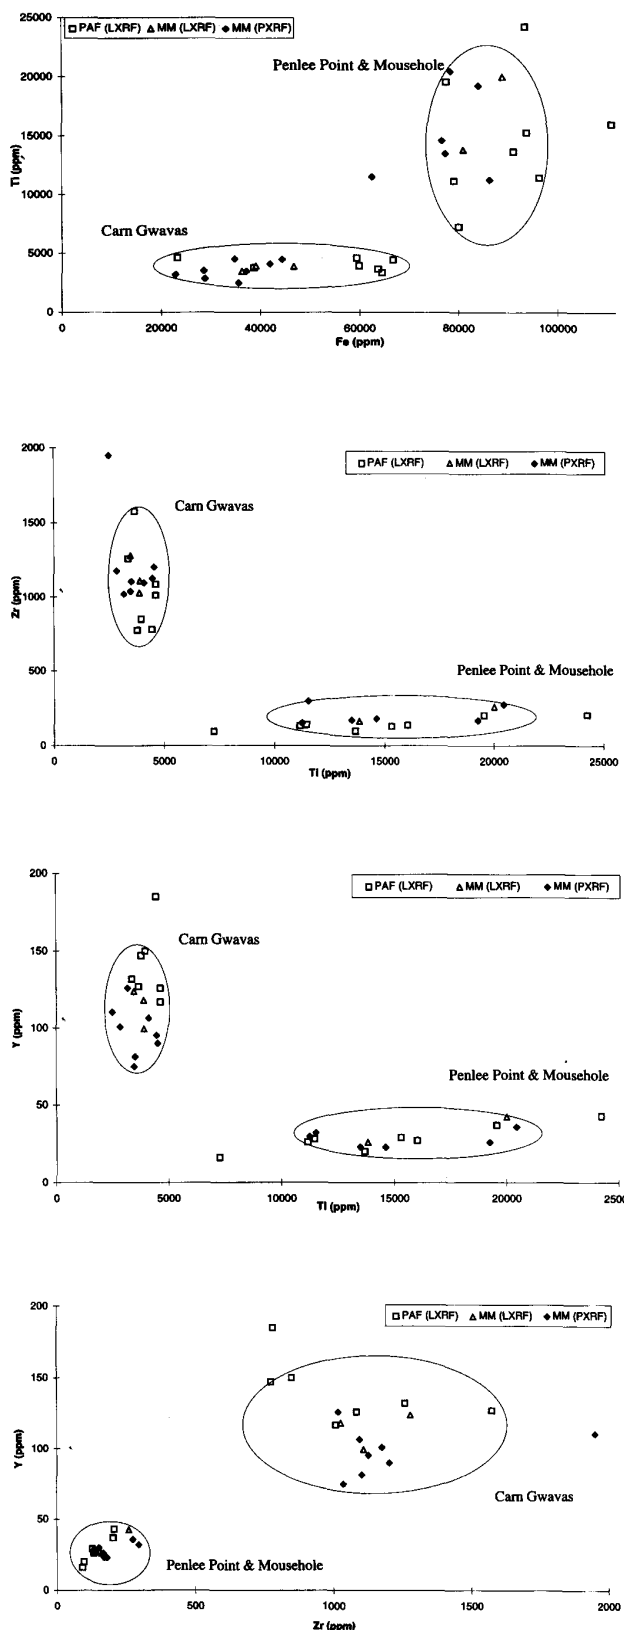 25000
PAF (LXRF) MM (LXRF) MM (PXRF)
Penlee Point & Mousehole
20000
15000
Ti (ppm)
10000
Carn Gwavas
5000
0
0 20000 40000 60000 80000 100000
Fe (ppm)
2000
PAF (LXRF) MM (LXRF) MM (PXRF)
Carn Gwavas
1500
Zr (ppm)
1000
Penlee Point & Mousehole
500
0
0 5000 10000 15000 20000 25000
Ti (ppm)
200
PAF (LXRF) MM (LXRF) MM (PXRF)
Carn Gwavas
150
Y (ppm)
100
Penlee Point & Mousehole
50
0
0 5000 10000 15000 20000 2500
Ti (ppm)
200
PAF (LXRF) MM (LXRF) MM (PXRF)
150
Y (ppm)
100
Carn Gwavas
50
Penlee Point & Mousehole
0
0 500 1000 1500 2000
Zr (ppm)